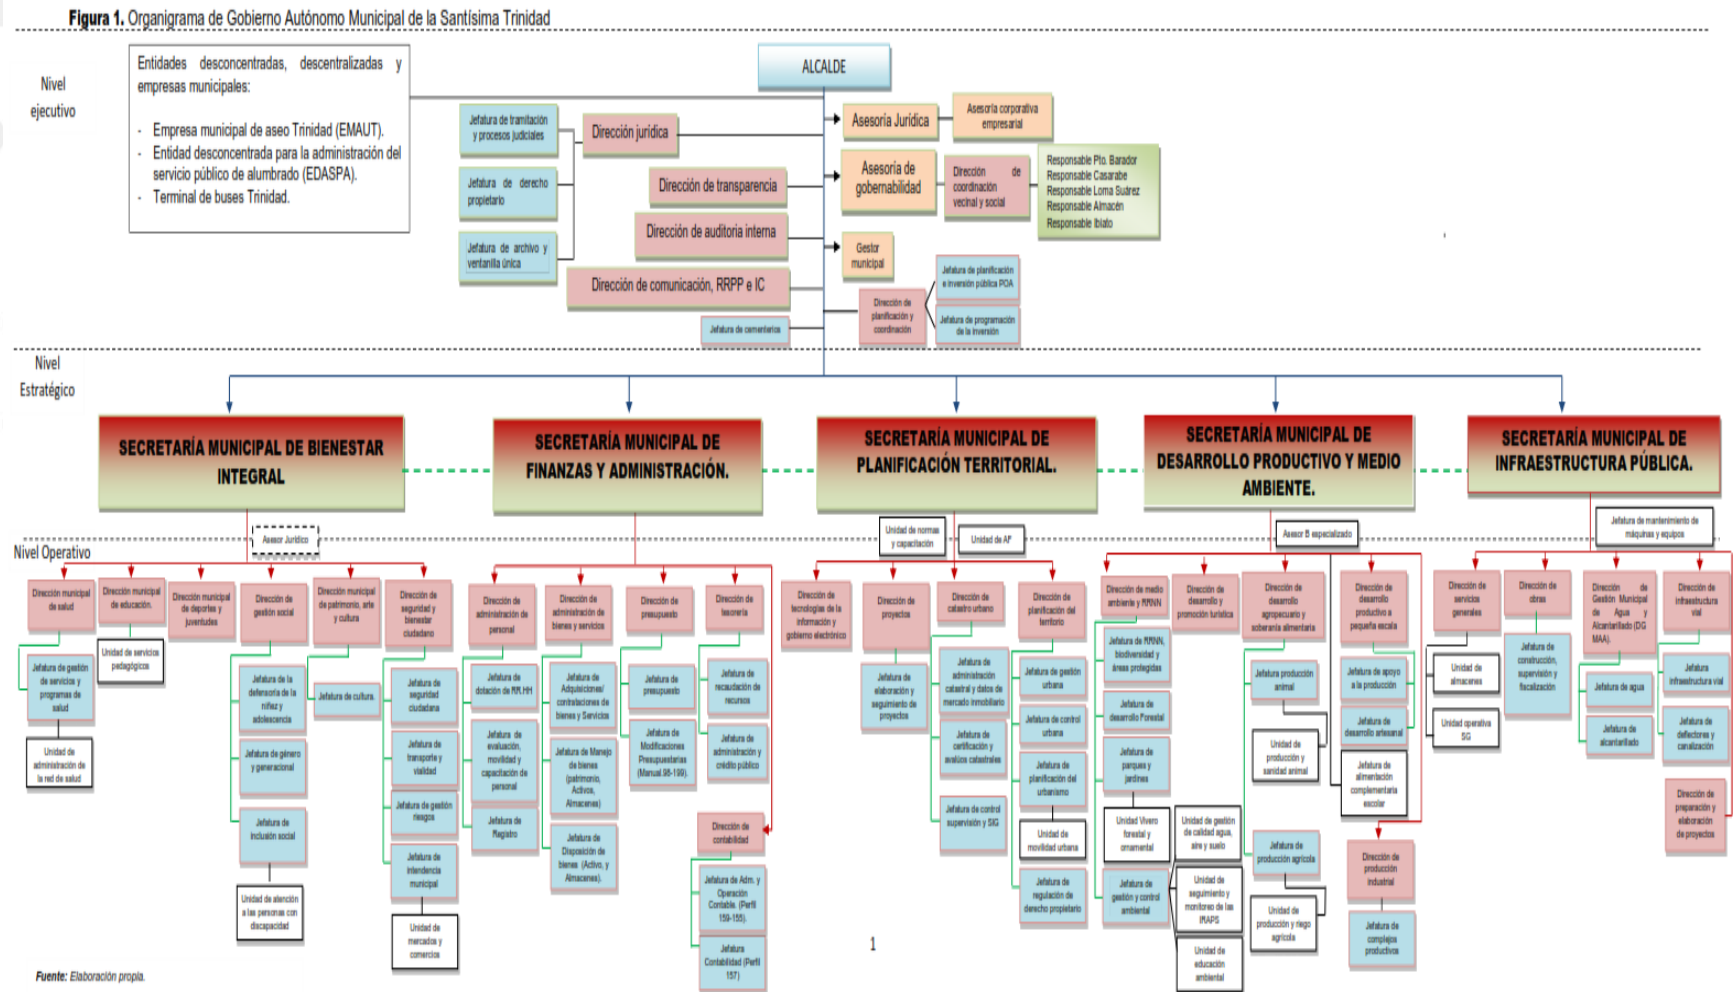 Figura 1. Organigrama de Gobierno Autónomo Municipal de la Santísima Trinidad
Nivel
ejecutivo
Entidades desconcentradas, descentralizadas y
empresas municipales:
- Empresa municipal de aseo Trinidad (EMAUT).
- Entidad desconcentrada para la administración del
servicio público de alumbrado (EDASPA).
- Terminal de buses Trinidad.
ALCALDE
Jefatura de tramitación
y procesos judiciales
Jefatura de derecho
propietario
Jefatura de archivo y
ventanilla única
Dirección jurídica
Dirección de transparencia
Dirección de auditoria interna
Dirección de comunicación, RRPP e IC
Jefatura de cementerios
Asesoría Jurídica
Asesoría corporativa
empresarial
Asesoría de
gobernabilidad
Dirección de
coordinación
vecinal y social
Responsable Pto. Barador
Responsable Casarabe
Responsable Loma Suárez
Responsable Almacén
Responsable Ibiato
Gestor
municipal
Dirección de
planificación y
coordinación
Jefatura de planificación
e inversión pública POA
Jefatura de programación
de la inversión
Nivel
Estratégico
SECRETARÍA MUNICIPAL DE BIENESTAR
INTEGRAL
SECRETARÍA MUNICIPAL DE
FINANZAS Y ADMINISTRACIÓN.
SECRETARÍA MUNICIPAL DE
PLANIFICACIÓN TERRITORIAL.
SECRETARÍA MUNICIPAL DE
DESARROLLO PRODUCTIVO Y MEDIO
AMBIENTE.
SECRETARÍA MUNICIPAL DE
INFRAESTRUCTURA PÚBLICA.
Nivel Operativo
Asesor Jurídico
Unidad de normas
y capacitación
Unidad de AF
Asesor B especializado
Jefatura de mantenimiento de
máquinas y equipos
Dirección municipal
de salud
Jefatura de gestión
de servicios y
programas de
salud
Unidad de
administración de
la red de salud
Dirección municipal
de educación.
Unidad de servicios
pedagógicos
Dirección municipal
de deportes y
juventudes
Dirección de
gestión social
Jefatura de la
defensoría de la
niñez y
adolescencia
Jefatura de género
y generacional
Jefatura de
inclusión social
Unidad de atención
a las personas con
discapacidad
Dirección municipal
de patrimonio, arte
y cultura
Jefatura de cultura.
Dirección de
seguridad y
bienestar
ciudadano
Jefatura de
seguridad
ciudadana
Jefatura de
transporte y
vialidad
Jefatura de gestión
riesgos
Jefatura de
intendencia
municipal
Unidad de
mercados y
comercios
Dirección de
administración de
personal
Jefatura de
dotación de RR.HH
Jefatura de
evaluación,
movilidad y
capacitación de
personal
Jefatura de
Registro
Dirección de
administración de
bienes y servicios
Jefatura de
Adquisiciones/
contrataciones de
bienes y Servicios
Jefatura de Manejo
de bienes
(patrimonio,
Activos,
Almacenes)
Jefatura de
Disposición de
bienes (Activo, y
Almacenes).
Dirección de
presupuesto
Jefatura de
presupuesto
Jefatura de
Modificaciones
Presupuestarias
(Manual.98-199).
Dirección de
tesorería
Jefatura de
recaudación de
recursos
Jefatura de
administración y
crédito público
Dirección de
contabilidad
Jefatura de Adm. y
Operación
Contable. (Perfil
159-155).
Jefatura
Contabilidad (Perfil
157)
Dirección de
tecnologías de la
información y
gobierno electrónico
Dirección de
proyectos
Jefatura de
elaboración y
seguimiento de
proyectos
Dirección de
catastro urbano
Jefatura de
administración
catastral y datos de
mercado inmobiliario
Jefatura de
certificación y
avalúos catastrales
Jefatura de control
supervisión y SIG
Dirección de
planificación del
territorio
Jefatura de gestión
urbana
Jefatura de control
urbana
Jefatura de
planificación del
urbanismo
Unidad de
movilidad urbana
Jefatura de
regulación de
derecho propietario
Dirección de medio
ambiente y RRNN
Jefatura de RRNN,
biodiversidad y
áreas protegidas
Jefatura de
desarrollo Forestal
Jefatura de
parques y
jardines
Unidad Vivero
forestal y
ornamental
Jefatura de
gestión y control
ambiental
Unidad de gestión
de calidad agua,
aire y suelo
Unidad de
seguimiento y
monitoreo de las
IRAPS
Unidad de
educación
ambiental
Dirección de
desarrollo y
promoción turística
Dirección de
desarrollo
agropecuario y
soberanía alimentaria
Jefatura producción
animal
Unidad de
producción y
sanidad animal
Jefatura de
producción agrícola
Unidad de
producción y riego
agrícola
Dirección de
desarrollo
productivo a
pequeña escala
Jefatura de apoyo
a la producción
Jefatura de
desarrollo artesanal
Jefatura de
alimentación
complementaria
escolar
Dirección de
producción
industrial
Jefatura de
complejos
productivos
Dirección de
servicios
generales
Unidad de
almacenes
Unidad operativa
SG
Dirección de
obras
Jefatura de
construcción,
supervisión y
fiscalización
Dirección de
Gestión Municipal
de Agua y
Alcantarillado (DG
MAA).
Jefatura de agua
Jefatura de
alcantarillado
Dirección de
infraestructura
vial
Jefatura
infraestructura vial
Jefatura de
defectores y
canalización
Dirección de
preparación y
elaboración
de proyectos
1
Fuente: Elaboración propia.